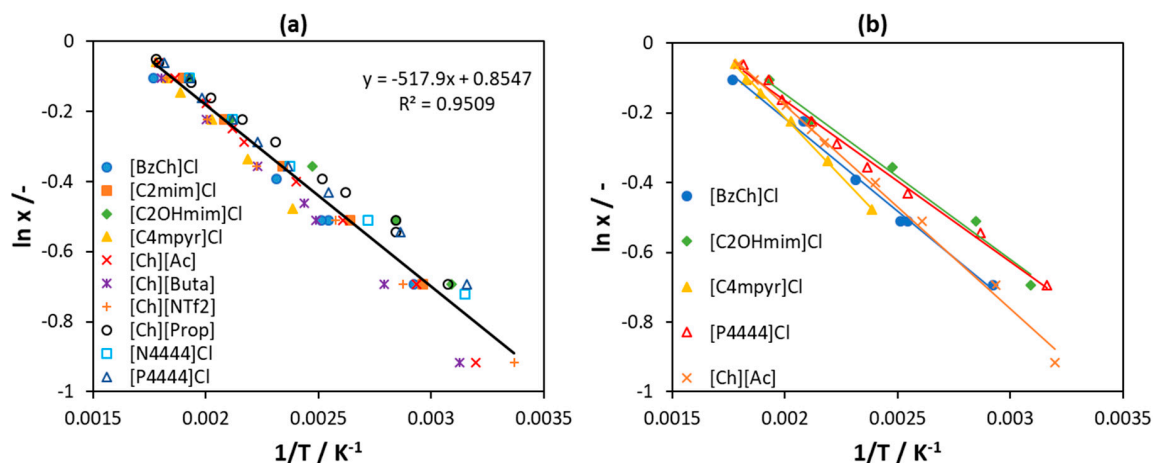 (a)
0
-0.2
-0.4
-0.6
-0.8
-1
ln x /-
y = -517.9x + 0.8547
R² = 0.9509
[BzCh]Cl
[C2mim]Cl
[C2OHmim]Cl
[C4mpyr]Cl
[Ch][Ac]
[Ch][Buta]
[Ch][NTf2]
[Ch][Prop]
[N4444]Cl
[P4444]Cl
0.0015 0.002 0.0025 0.003 0.0035
1/T / K⁻¹
(b)
0
-0.2
-0.4
-0.6
-0.8
-1
ln x /-
[BzCh]Cl
[C2OHmim]Cl
[C4mpyr]Cl
[P4444]Cl
[Ch][Ac]
0.0015 0.002 0.0025 0.003 0.0035
1/T / K⁻¹